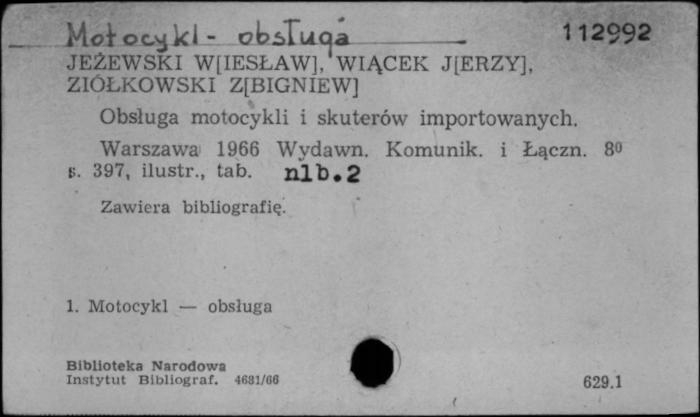 Motocykl - obsługa 112992
JEŻEWSKI W[IESŁAW], WIĄCEK J[ERZY],
ZIÓŁKOWSKI Z[BIGNIEW]
Obsługa motocykli i skuterów importowanych.
Warszawa 1966 Wydawn. Komunik. i Łączn. 8⁰
s. 397, ilustr., tab. nlb.2
Zawiera bibliografię.
1. Motocykl — obsługa
Biblioteka Narodowa
Instytut Bibliograf. 4681/66 629.1